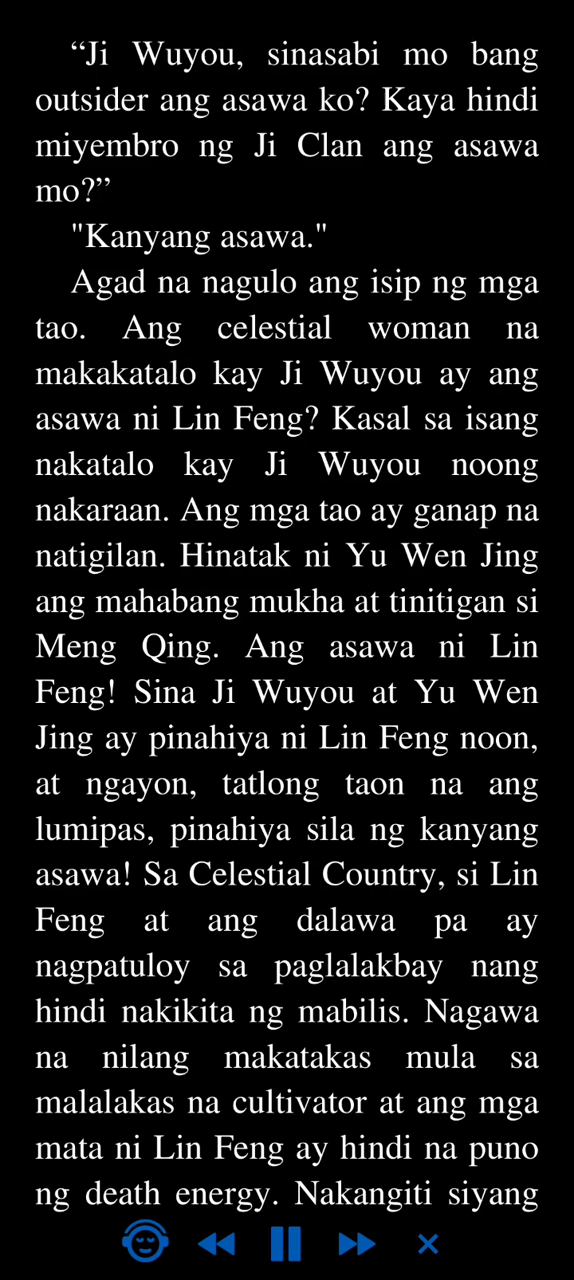 “Ji Wuyou, sinasabi mo bang
outsider ang asawa ko? Kaya hindi
miyembro ng Ji Clan ang asawa
mo?”
"Kanyang asawa."
Agad na nagulo ang isip ng mga
tao. Ang celestial woman na
makakatalo kay Ji Wuyou ay ang
asawa ni Lin Feng? Kasal sa isang
nakatalo kay Ji Wuyou noong
nakaraan. Ang mga tao ay ganap na
natigilan. Hinatak ni Yu Wen Jing
ang mahabang mukha at tinitigan si
Meng Qing. Ang asawa ni Lin
Feng! Sina Ji Wuyou at Yu Wen
Jing ay pinahiya ni Lin Feng noon,
at ngayon, tatlong taon na ang
lumipas, pinahiya sila ng kanyang
asawa! Sa Celestial Country, si Lin
Feng at ang dalawa pa ay
nagpatuloy sa paglalakbay nang
hindi nakikita ng mabilis. Nagawa
na nilang makatakas mula sa
malalakas na cultivator at ang mga
mata ni Lin Feng ay hindi na puno
ng death energy. Nakangiti siyang